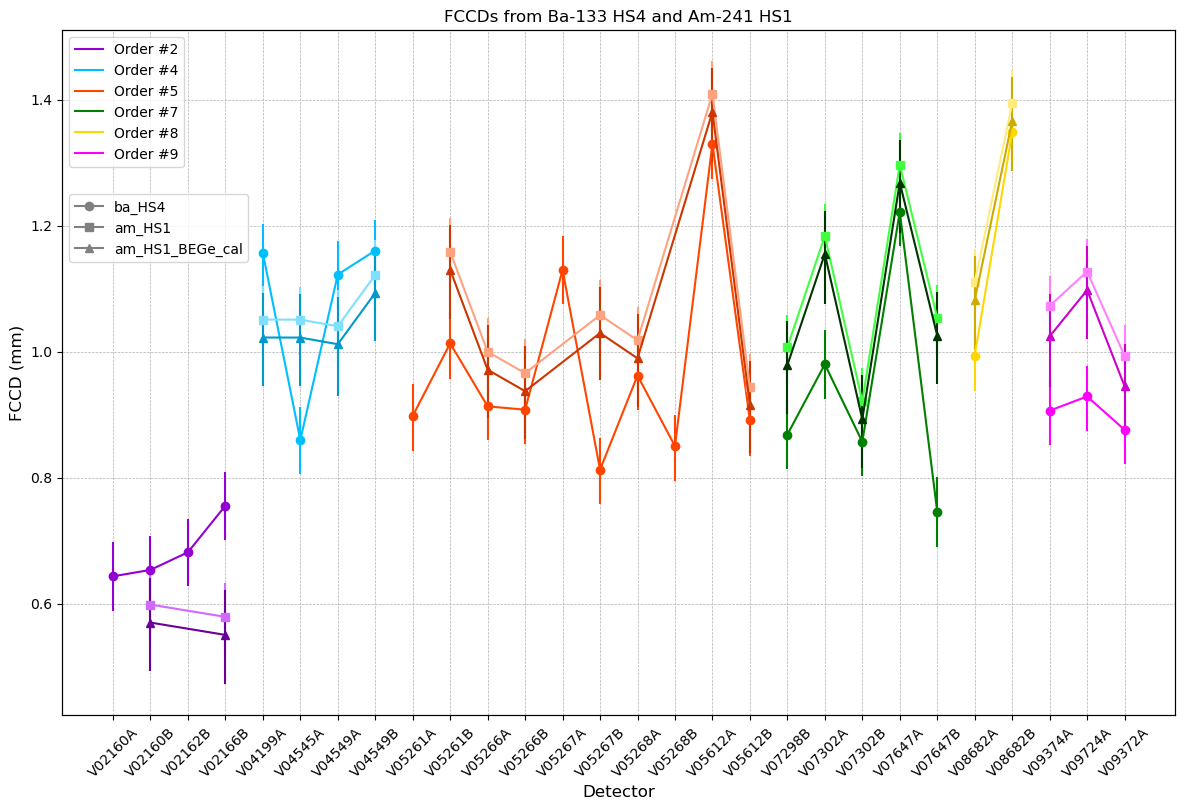 FCCDs from Ba-133 HS4 and Am-241 HS1
Order #2
Order #4
Order #5
Order #7
Order #8
Order #9
ba_HS4
am_HS1
am_HS1_BEGe_cal
FCCD (mm)
1.4
1.2
1.0
0.8
0.6
V02160A
V02160B
V02162B
V02166B
V04199A
V04545A
V04549A
V04549B
V05261A
V05261B
V05266A
V05266B
V05267A
V05267B
V05268A
V05268B
V05612A
V05612B
V07298B
V07302A
V07302B
V07647A
V07647B
V08682A
V08682B
V09374A
V09724A
V09372A
Detector